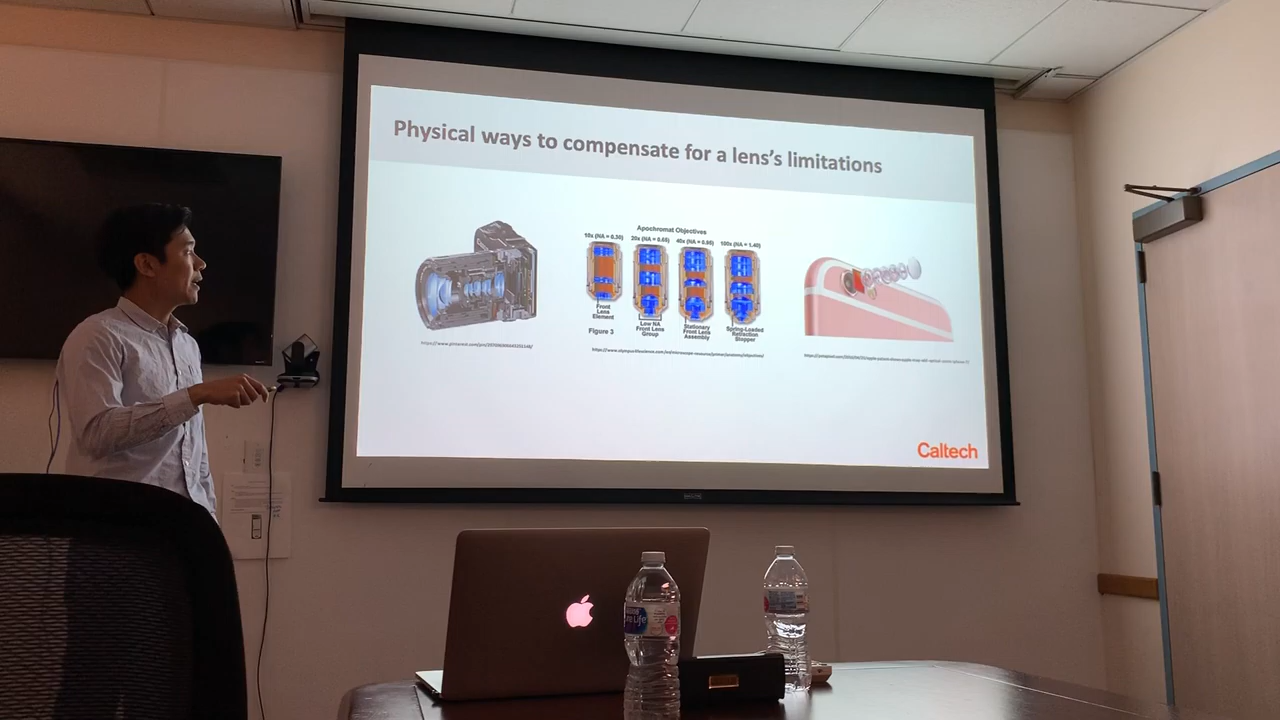 Physical ways to compensate for a lens's limitations
Apochromat Objectives
10x (NA = 0.30)
20x (NA = 0.65)
40x (NA = 0.95)
100x (NA = 1.40)
Front
Lens
Element
Low NA
Front Lens
Group
Stationary
Front Lens
Assembly
Spring-Loaded
Retraction
Stopper
Figure 3
Caltech